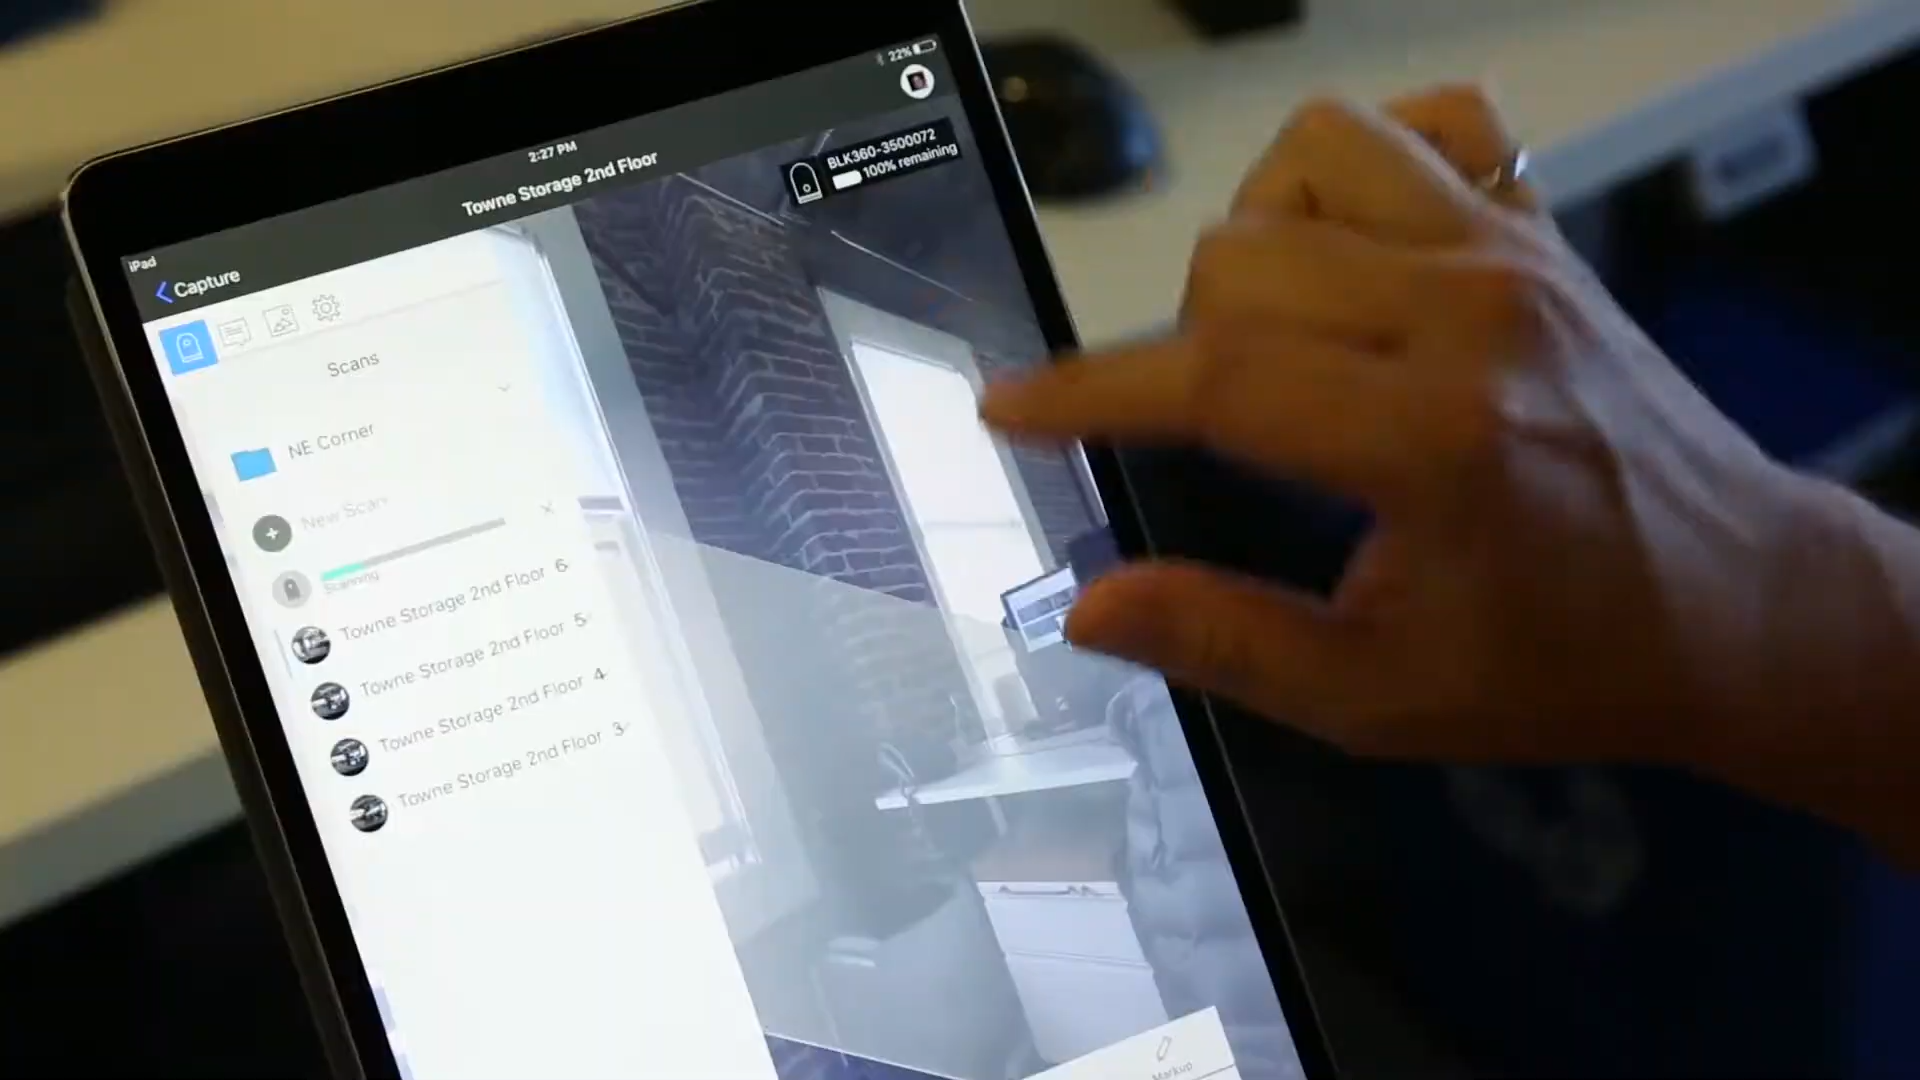 22%
2:27 PM
iPad
Towne Storage 2nd Floor
BLK360-3500072
100% remaining
Capture
Scans
NE Corner
New Scan
Scanning
Towne Storage 2nd Floor 6
Towne Storage 2nd Floor 5
Towne Storage 2nd Floor 4
Towne Storage 2nd Floor 3
Markup